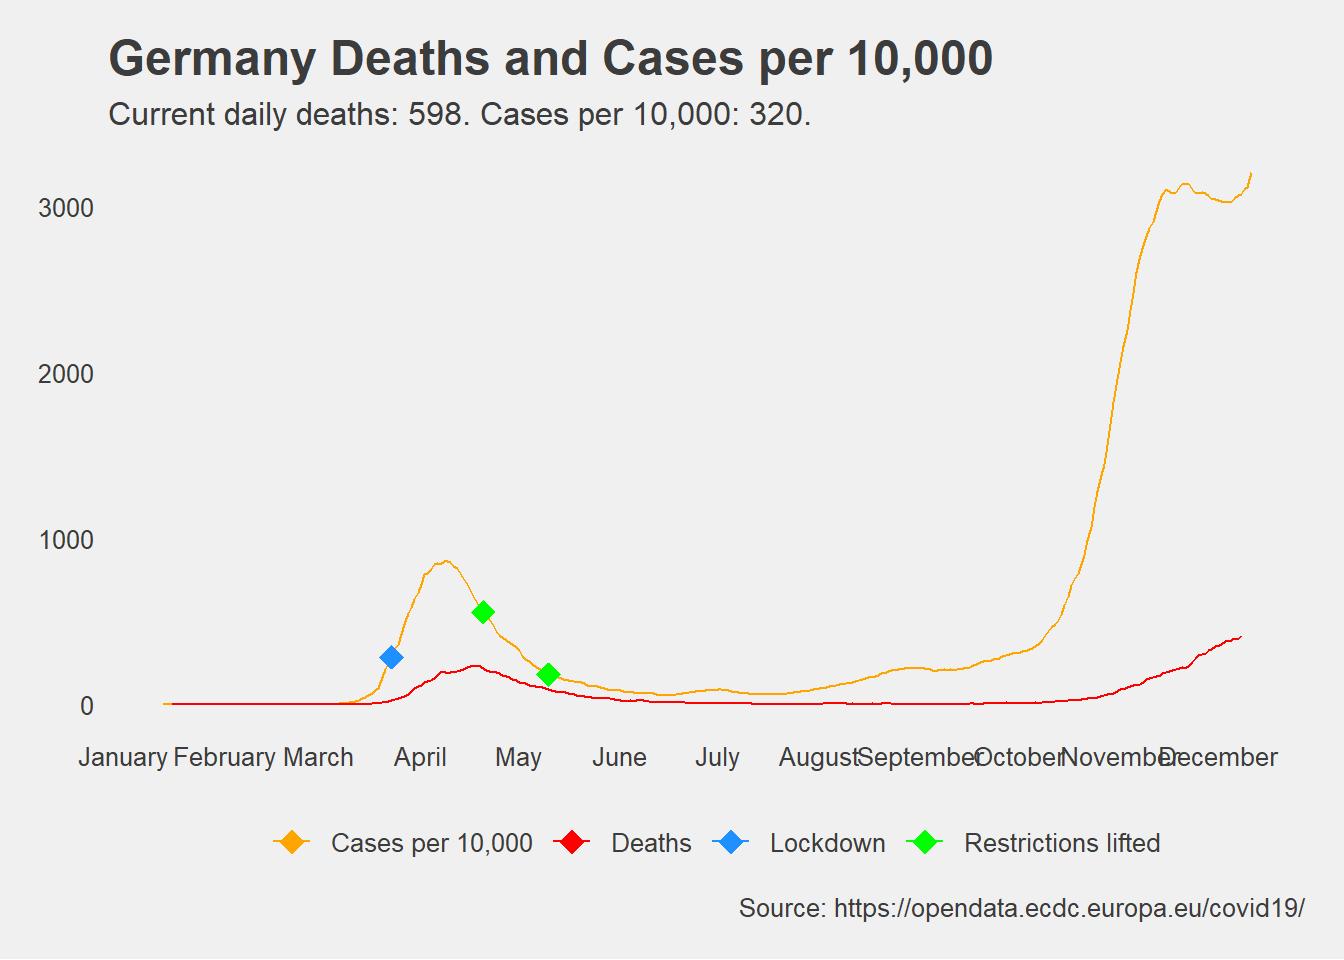 Germany Deaths and Cases per 10,000
Current daily deaths: 598. Cases per 10,000: 320.
3000
2000
1000
0
January February March April May June July August September October November December
Cases per 10,000 Deaths Lockdown Restrictions lifted
Source: https://opendata.ecdc.europa.eu/covid19/